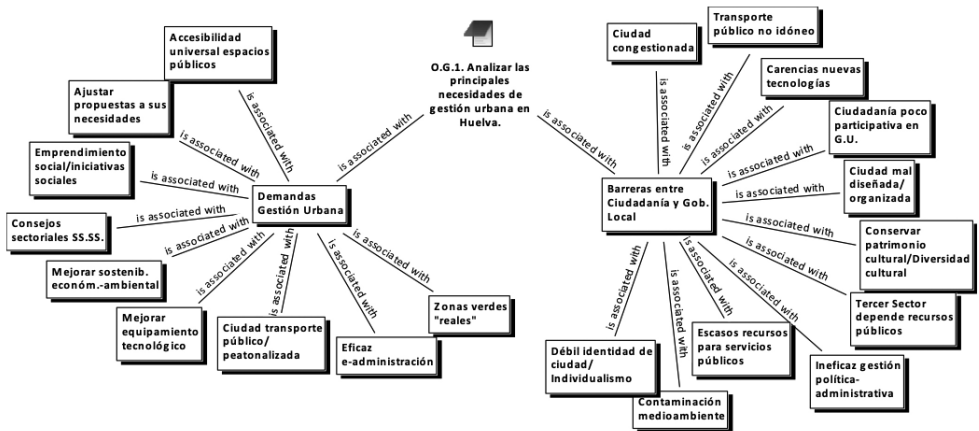 O.G.1. Analizar las
principales
necesidades de
gestión urbana en
Huelva.
is associated with
is associated with
Demandas
Gestión Urbana
is associated with
Accesibilidad
universal espacios
públicos
is associated with
Ajustar
propuestas a sus
necesidades
is associated with
Emprendimiento
social/iniciativas
sociales
is associated with
Consejos
sectoriales SS.SS.
is associated with
Mejorar sostenib.
económ.-ambiental
is associated with
Mejorar
equipamiento
tecnológico
is associated with
Ciudad transporte
público/
peatonalizada
is associated with
Eficaz
e-administración
is associated with
Zonas verdes
"reales"
Barreras entre
Ciudadanía y Gob.
Local
is associated with
Ciudad
congestionada
is associated with
Transporte
público no idóneo
is associated with
Carencias nuevas
tecnologías
is associated with
Ciudadanía poco
participativa en
G.U.
is associated with
Ciudad mal
diseñada/
organizada
is associated with
Conservar
patrimonio
cultural/Diversidad
cultural
is associated with
Tercer Sector
depende recursos
públicos
is associated with
Ineficaz gestión
política-
administrativa
is associated with
Escasos recursos
para servicios
públicos
is associated with
Contaminación
medioambiente
is associated with
Débil identidad de
ciudad/
Individualismo